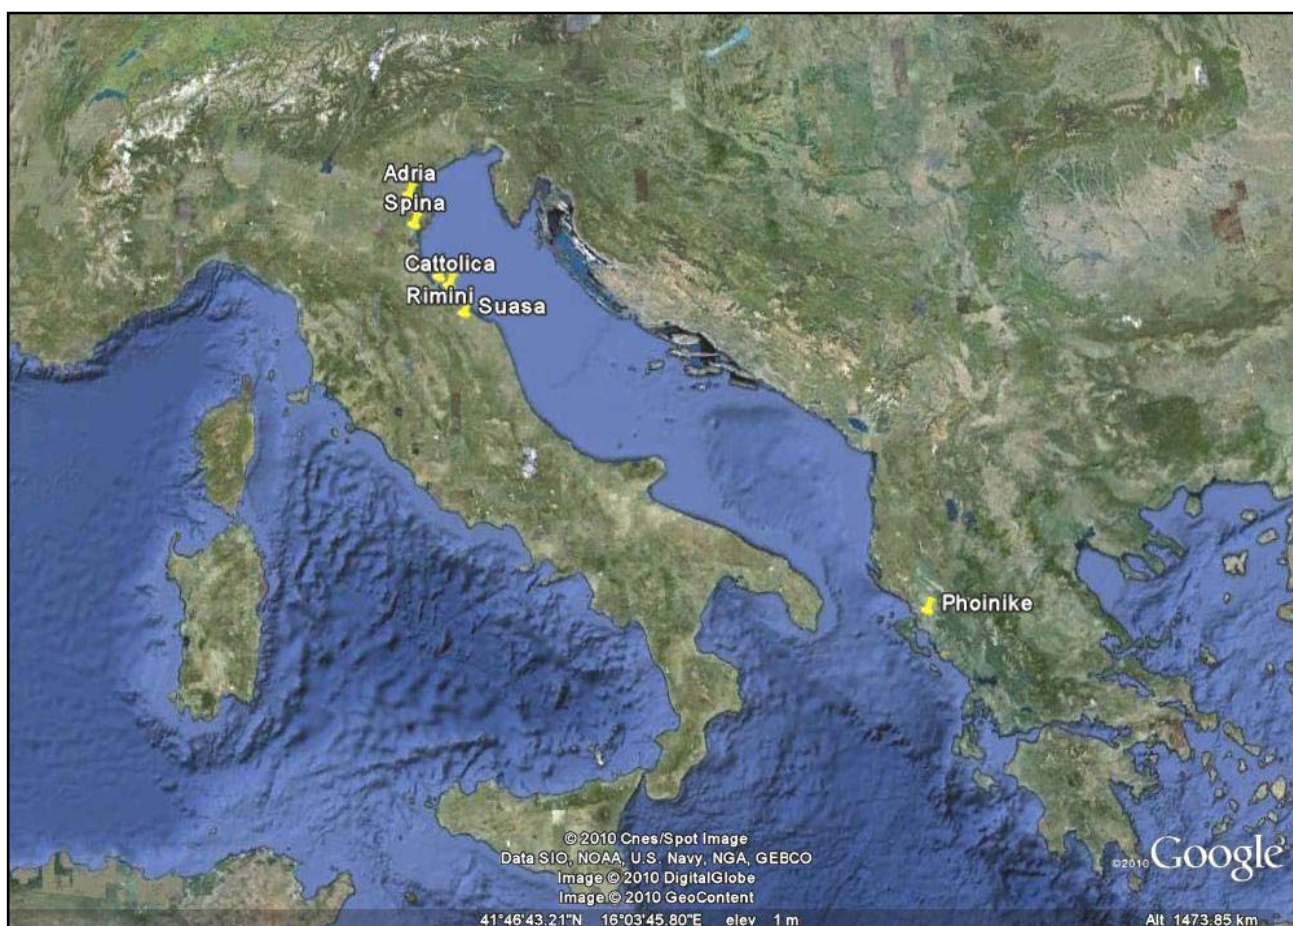 Adria
Spina
Cattolica
Rimini
Suasa
Phoinike
© 2010 Cnes/Spot Image
Data SIO, NOAA, U.S. Navy, NGA, GEBCO
Image © 2010 DigitalGlobe
Image © 2010 GeoContent
©2010 Google
41°46'43.21"N 16°03'45.80"E elev 1 m
Alt 1473.85 km